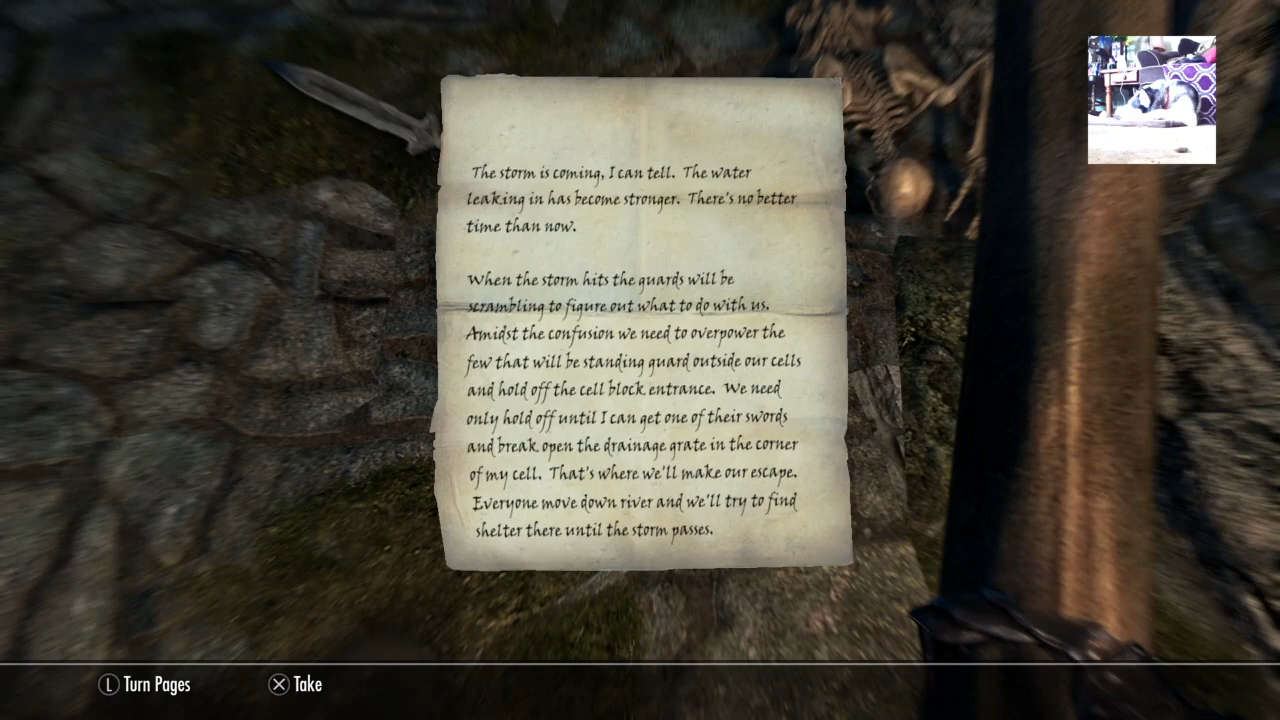 The storm is coming, I can tell. The water
leaking in has become stronger. There's no better
time than now.
When the storm hits the guards will be
scrambling to figure out what to do with us.
Amidst the confusion we need to overpower the
few that will be standing guard outside our cells
and hold off the cell block entrance. We need
only hold off until I can get one of their swords
and break open the drainage grate in the corner
of my cell. That's where we'll make our escape.
Everyone move down river and we'll try to find
shelter there until the storm passes.
L Turn Pages
X Take